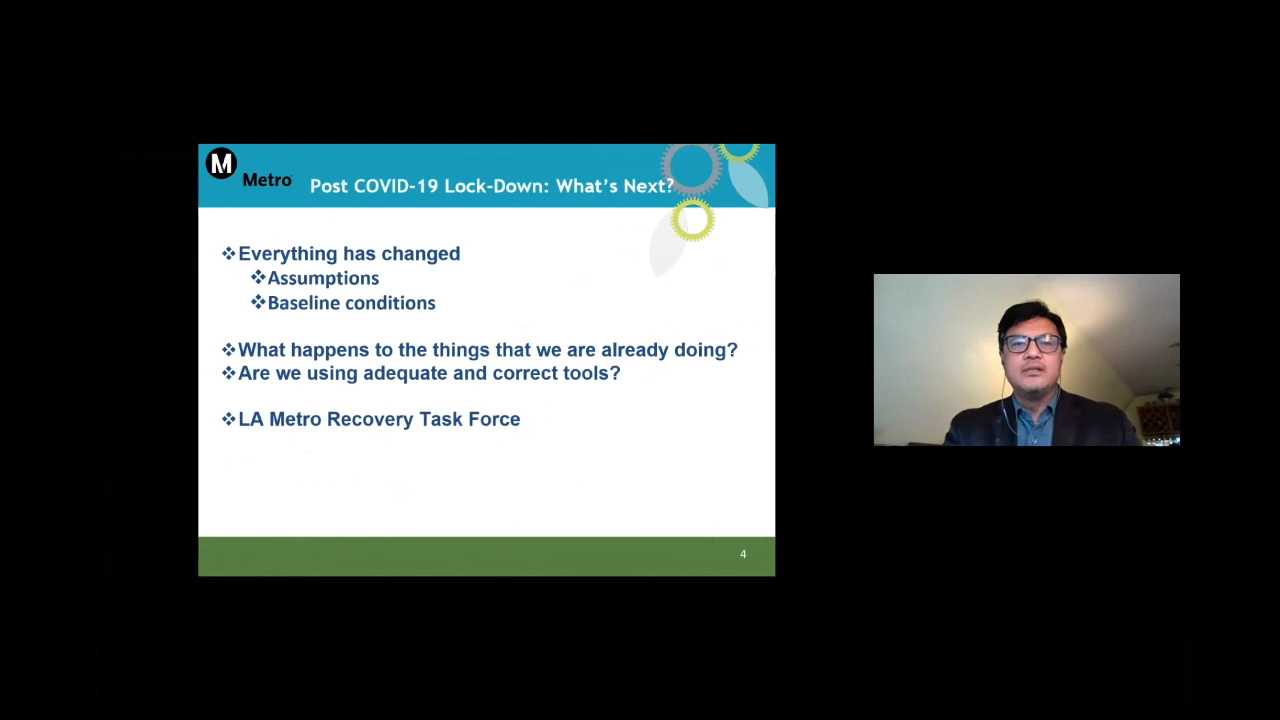 M
Metro
Post COVID-19 Lock-Down: What's Next?
❖Everything has changed
❖Assumptions
❖Baseline conditions
❖What happens to the things that we are already doing?
❖Are we using adequate and correct tools?
❖LA Metro Recovery Task Force
4